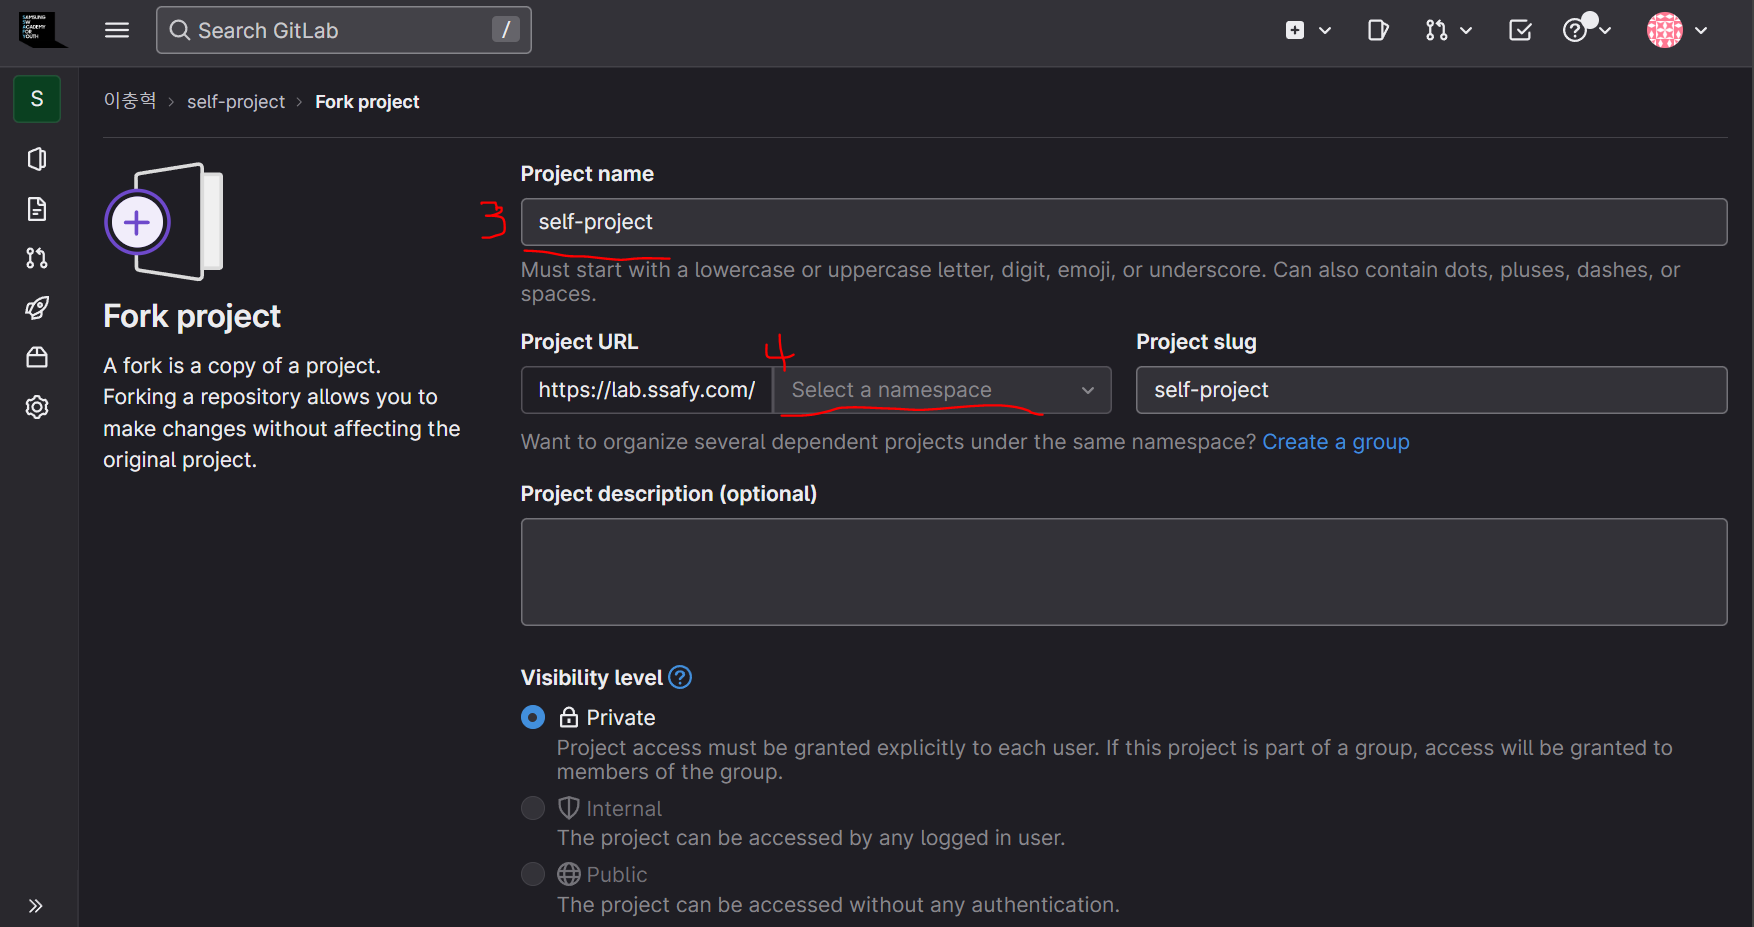 SAMSUNG
SW
ACADEMY
FOR
YOUTH
Search GitLab
/
S
이충혁 › self-project › Fork project
Fork project
A fork is a copy of a project.
Forking a repository allows you to
make changes without affecting the
original project.
Project name
3
self-project
Must start with a lowercase or uppercase letter, digit, emoji, or underscore. Can also contain dots, pluses, dashes, or
spaces.
Project URL
4
https://lab.ssafy.com/
Select a namespace
Project slug
self-project
Want to organize several dependent projects under the same namespace? Create a group
Project description (optional)
Visibility level
Private
Project access must be granted explicitly to each user. If this project is part of a group, access will be granted to
members of the group.
Internal
The project can be accessed by any logged in user.
Public
The project can be accessed without any authentication.